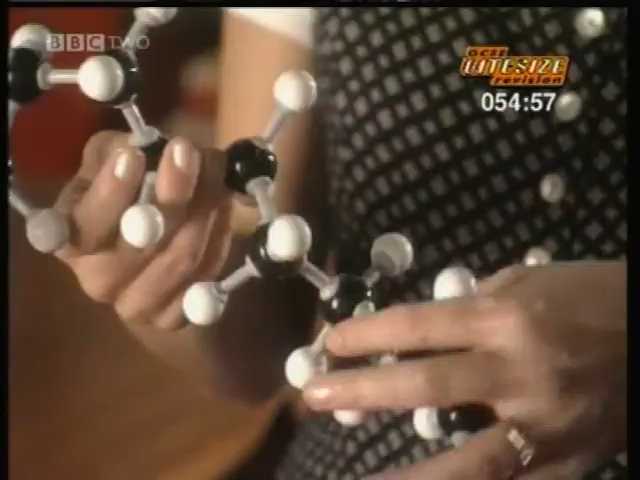 BBC TWO
GCSE
BITESIZE
revision
054:57